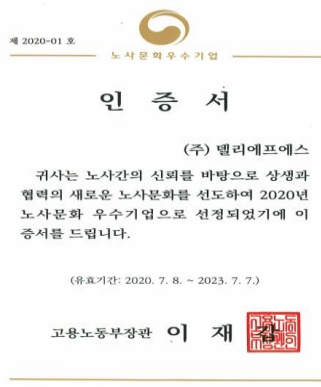 제 2020-01 호
노사문화우수기업
인 증 서
(주) 델리에프에스
귀사는 노사간의 신뢰를 바탕으로 상생과
협력의 새로운 노사문화를 선도하여 2020년
노사문화 우수기업으로 선정되었기에 이
증서를 드립니다.
(유효기간: 2020. 7. 8. ~ 2023. 7. 7.)
고용노동부장관 이 재 갑